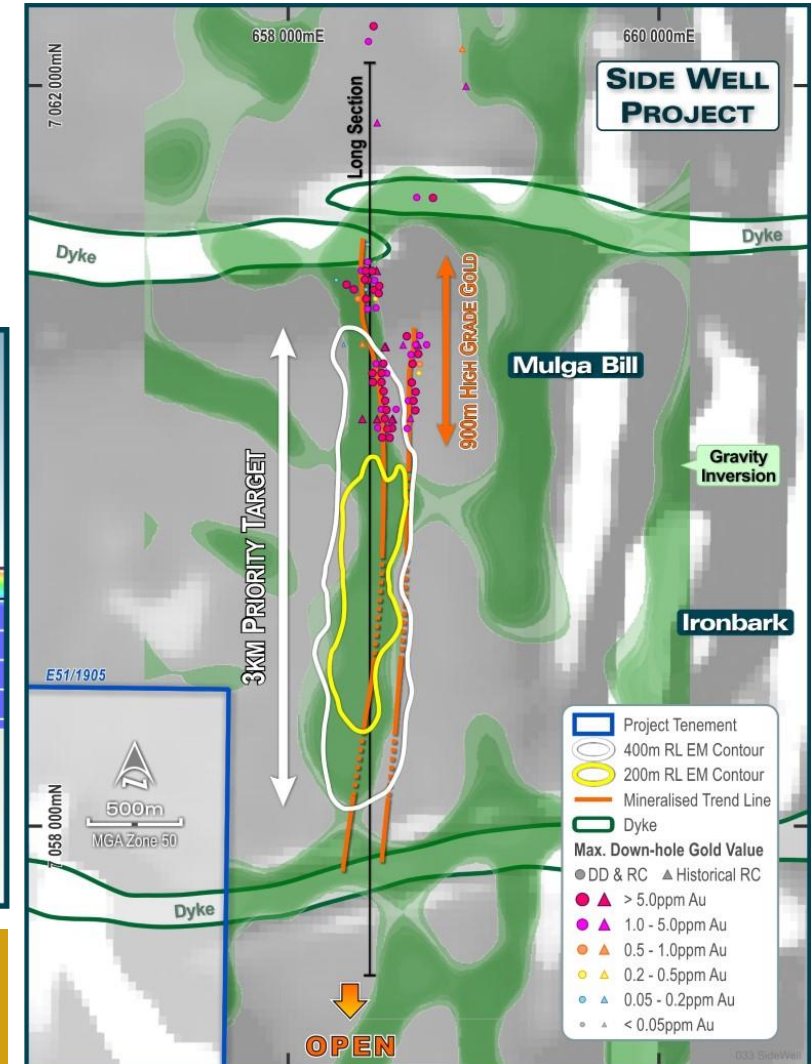 658 000mE
660 000mE
7 062 000mN
SIDE WELL
PROJECT
Long Section
Dyke
Dyke
900m HIGH GRADE GOLD
Mulga Bill
Gravity
Inversion
3KM PRIORITY TARGET
Ironbark
E51/1905
500m
MGA Zone 50
7 058 000mN
Dyke
OPEN
Project Tenement
400m RL EM Contour
200m RL EM Contour
Mineralised Trend Line
Dyke
Max. Down-hole Gold Value
DD & RC Historical RC
> 5.0ppm Au
1.0 - 5.0ppm Au
0.5 - 1.0ppm Au
0.2 - 0.5ppm Au
0.05 - 0.2ppm Au
< 0.05ppm Au
033 SideWell